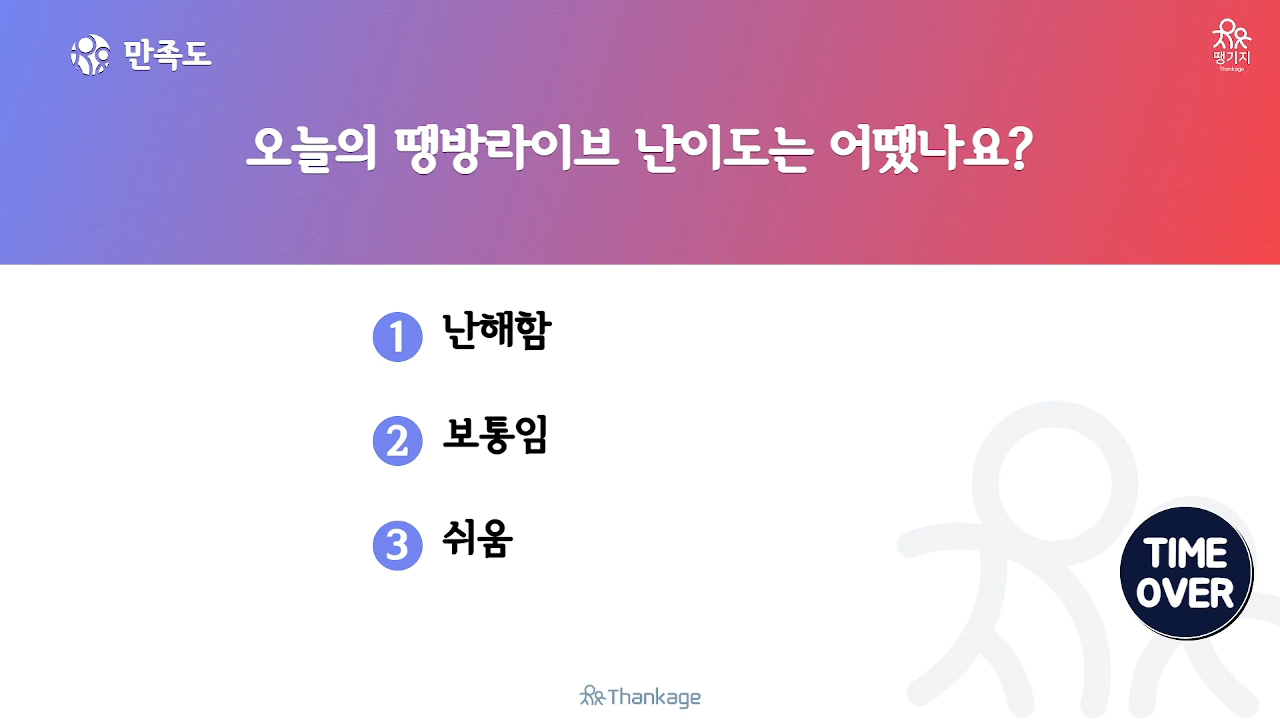 만족도
땡기지
Thankage
오늘의 땡방라이브 난이도는 어땠나요?
1 난해함
2 보통임
3 쉬움
TIME
OVER
Thankage